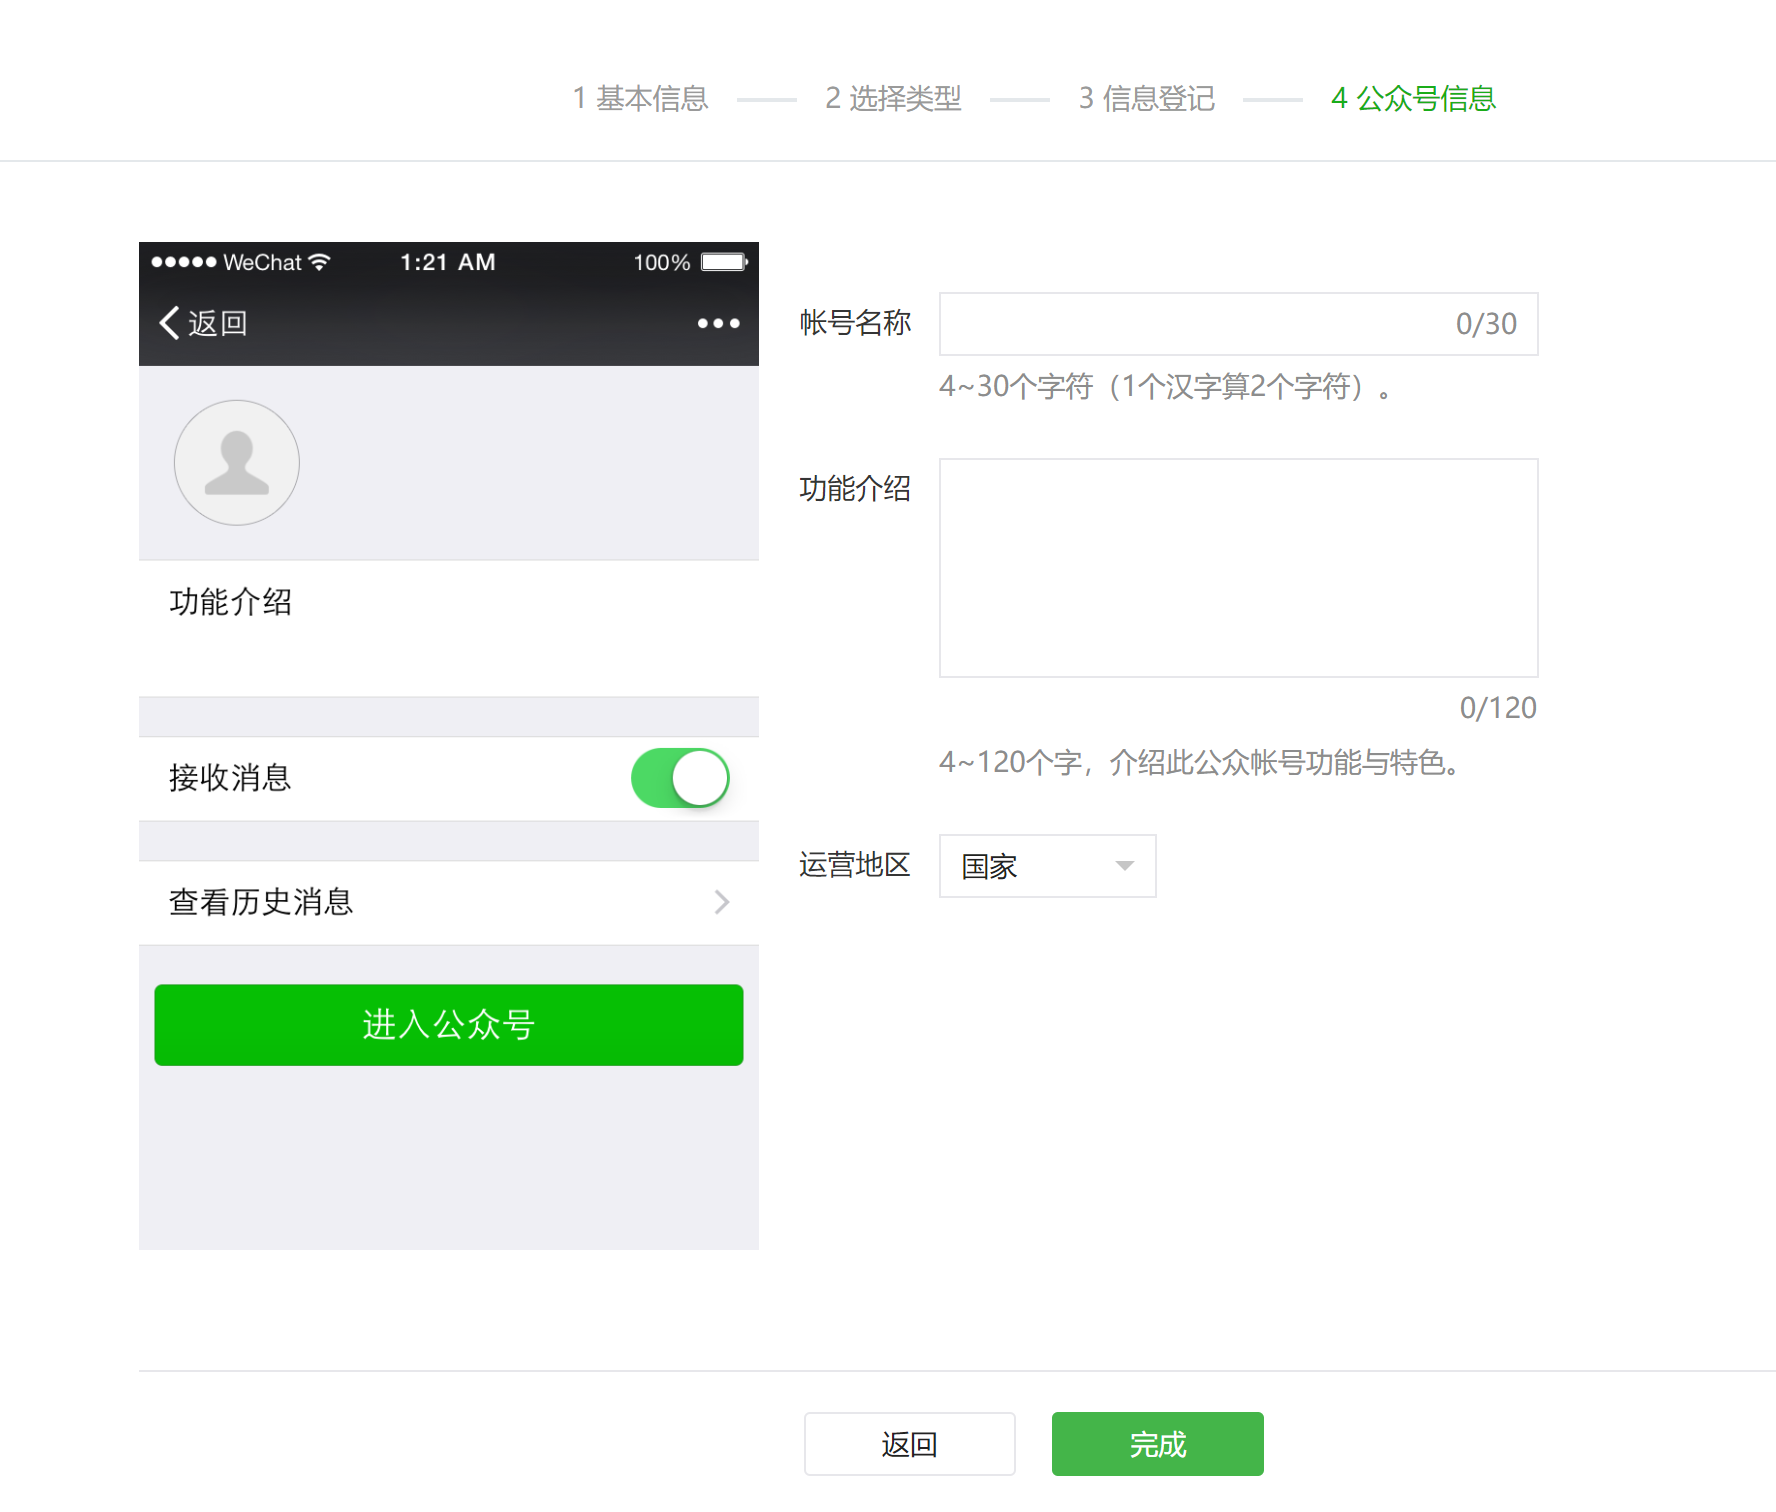 1 基本信息 2 选择类型 3 信息登记 4 公众号信息
WeChat 1:21 AM 100%
返回
功能介绍
接收消息
查看历史消息
进入公众号
帐号名称 0/30
4~30个字符（1个汉字算2个字符）。
功能介绍
0/120
4~120个字，介绍此公众帐号功能与特色。
运营地区 国家
返回 完成